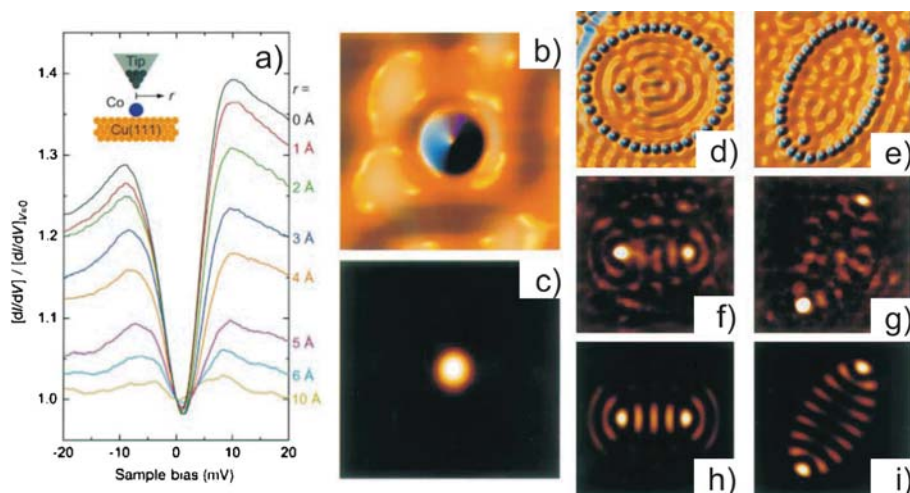 a)
Tip
r
Co
Cu(111)
r =
0 Å
1 Å
2 Å
3 Å
4 Å
5 Å
6 Å
10 Å
1.4
1.3
1.2
1.1
1.0
[dI/dV] / [dI/dV]V=0
-20 -10 0 10 20
Sample bias (mV)
b)
c)
d)
e)
f)
g)
h)
i)